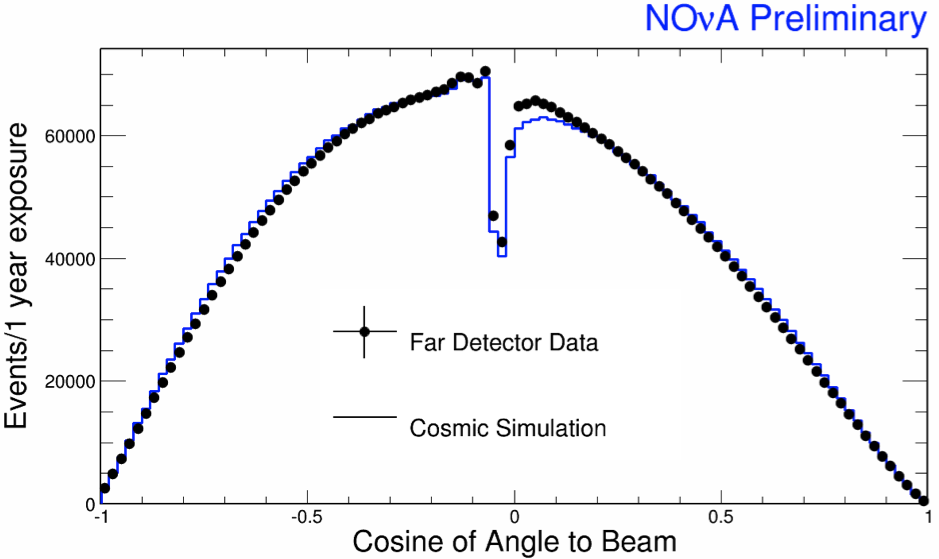 NOνA Preliminary
Events/1 year exposure
60000
40000
20000
0
Far Detector Data
Cosmic Simulation
-1
-0.5
0
0.5
1
Cosine of Angle to Beam